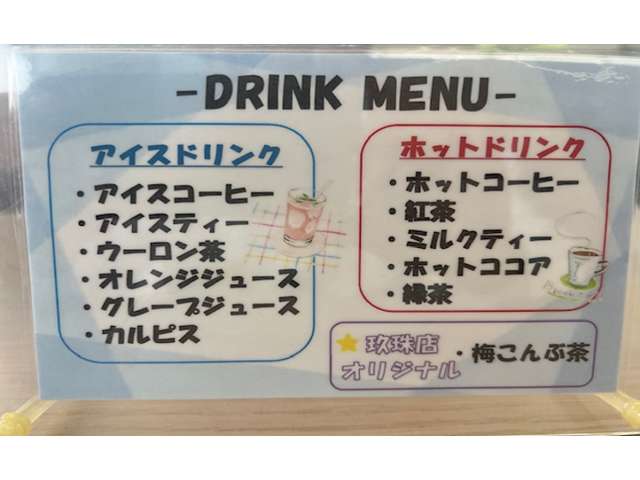 -DRINK MENU-
アイスドリンク
・アイスコーヒー
・アイスティー
・ウーロン茶
・オレンジジュース
・グレープジュース
・カルピス
ホットドリンク
・ホットコーヒー
・紅茶
・ミルクティー
・ホットココア
・緑茶
玖珠店
オリジナル
・梅こんぶ茶